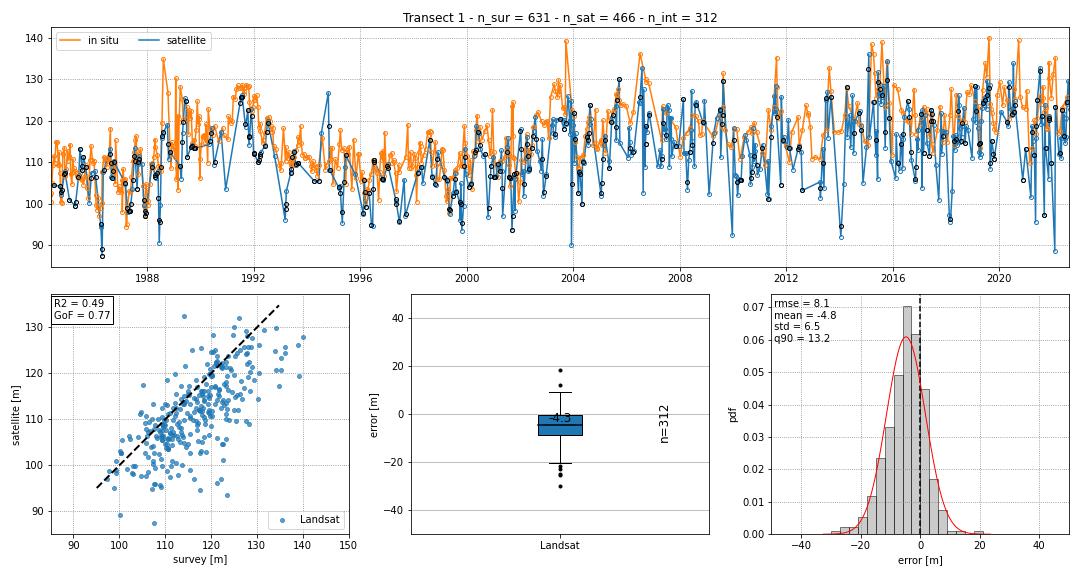 Transect 1 - n_sur = 631 - n_sat = 466 - n_int = 312
in situ satellite
140
130
120
110
100
90
1988 1992 1996 2000 2004 2008 2012 2016 2020
R2 = 0.49
GoF = 0.77
satellite [m]
130
120
110
100
90
Landsat
90 100 110 120 130 140 150
survey [m]
error [m]
40
20
0
−20
−40
-4.3
n=312
Landsat
rmse = 8.1
mean = -4.8
std = 6.5
q90 = 13.2
pdf
0.07
0.06
0.05
0.04
0.03
0.02
0.01
0.00
−40 −20 0 20 40
error [m]